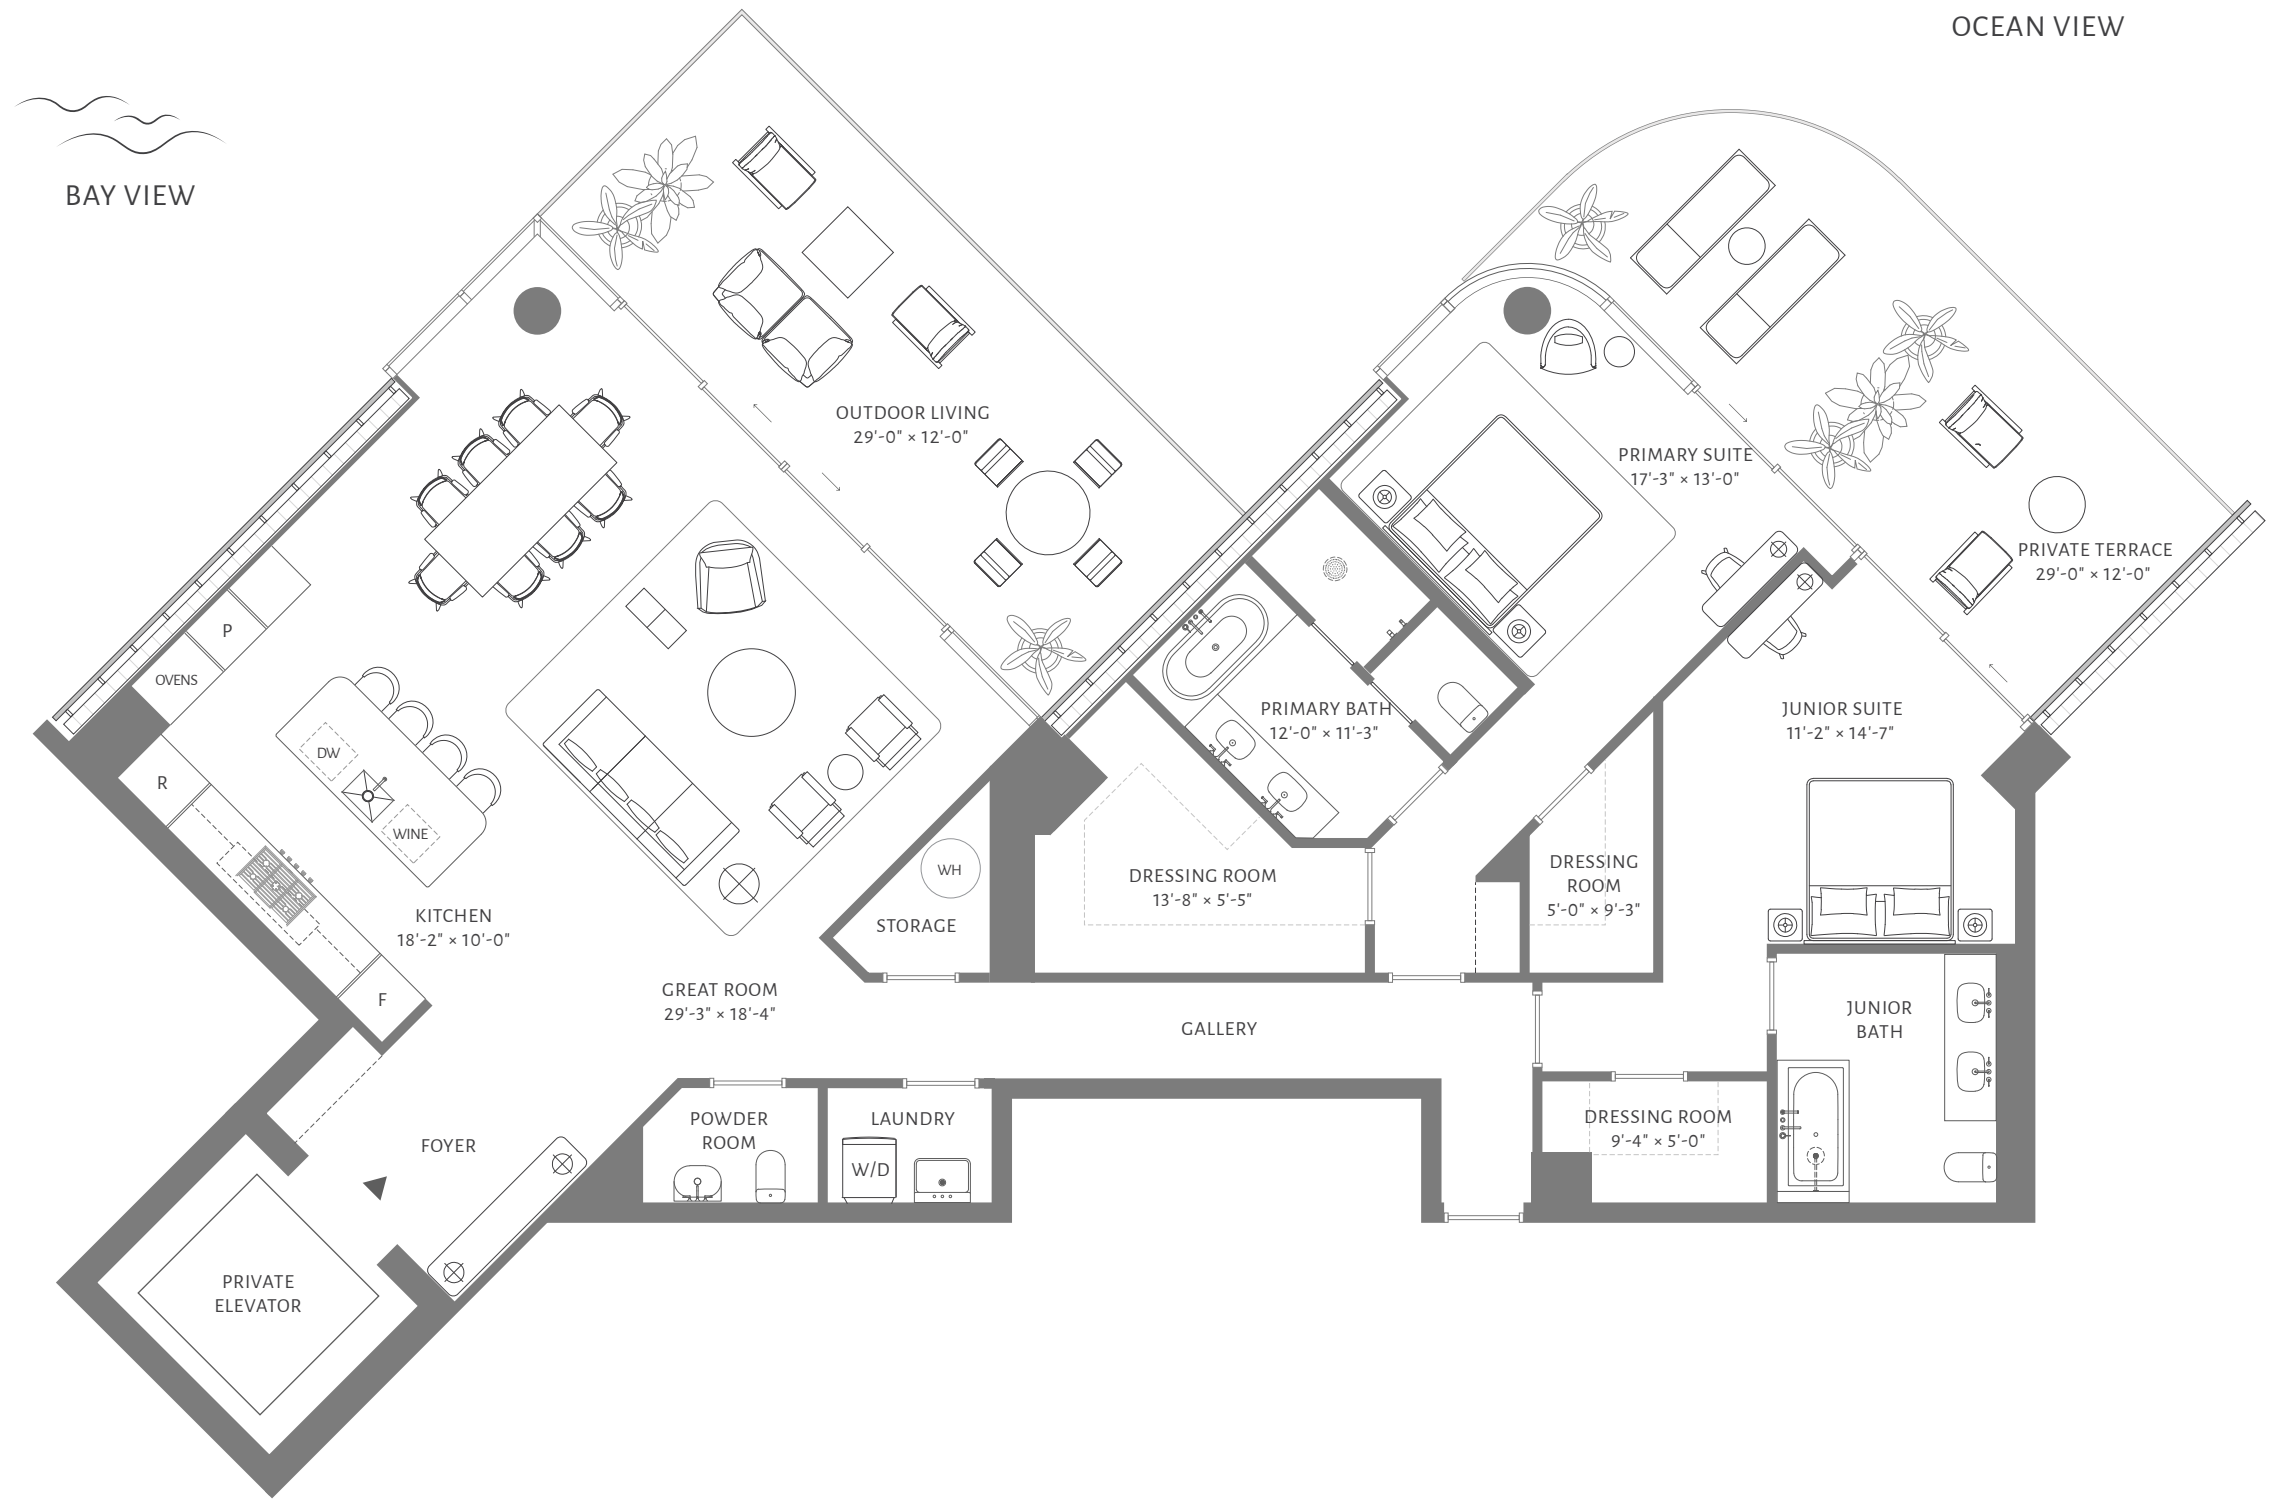 OCEAN VIEW
BAY VIEW
OUTDOOR LIVING
29'-0" × 12'-0"
PRIMARY SUITE
17'-3" × 13'-0"
PRIVATE TERRACE
29'-0" × 12'-0"
P
OVENS
DW
R
WINE
PRIMARY BATH
12'-0" × 11'-3"
JUNIOR SUITE
11'-2" × 14'-7"
KITCHEN
18'-2" × 10'-0"
F
WH
STORAGE
DRESSING ROOM
13'-8" × 5'-5"
DRESSING
ROOM
5'-0" × 9'-3"
GREAT ROOM
29'-3" × 18'-4"
GALLERY
JUNIOR
BATH
FOYER
POWDER
ROOM
LAUNDRY
W/D
DRESSING ROOM
9'-4" × 5'-0"
PRIVATE
ELEVATOR